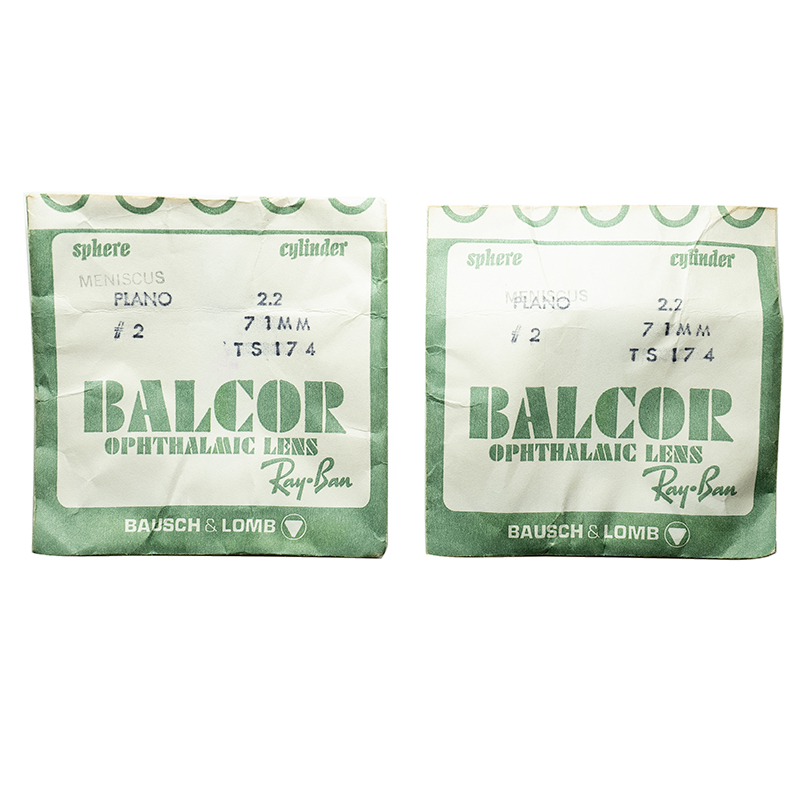 sphere cylinder
MENISCUS
PLANO 2.2
# 2 71MM
TS 174
BALCOR
OPHTHALMIC LENS
Ray-Ban
BAUSCH & LOMB
sphere cylinder
MENISCUS
PLANO 2.2
# 2 71MM
TS 174
BALCOR
OPHTHALMIC LENS
Ray-Ban
BAUSCH & LOMB